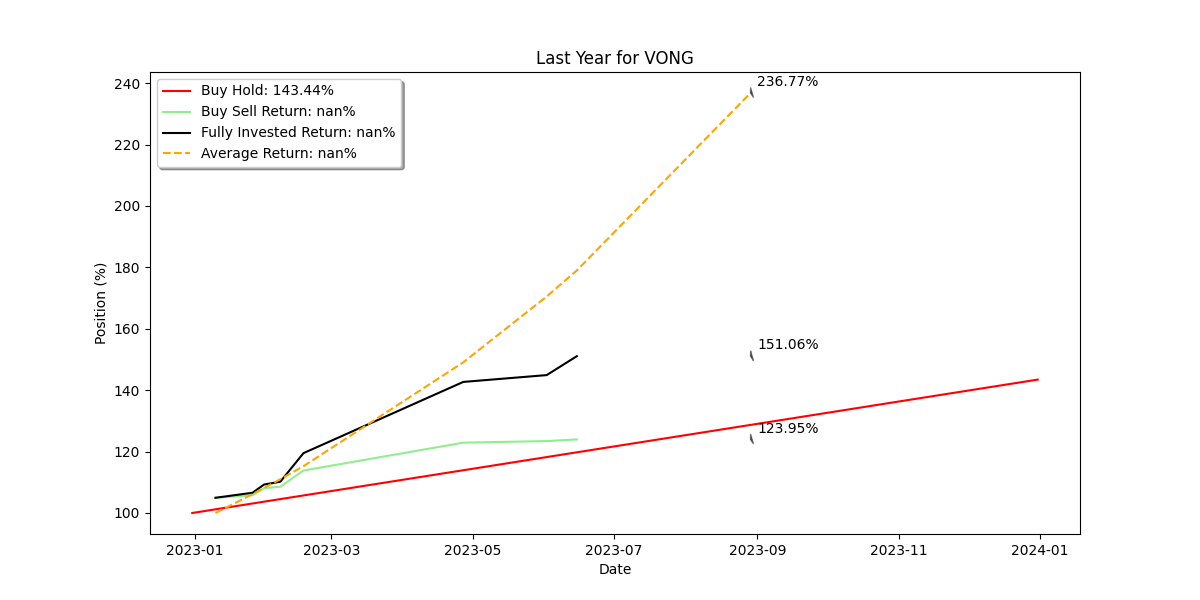 Last Year for VONG
Buy Hold: 143.44%
Buy Sell Return: nan%
Fully Invested Return: nan%
Average Return: nan%
236.77%
151.06%
123.95%
Position (%)
240
220
200
180
160
140
120
100
2023-01
2023-03
2023-05
2023-07
2023-09
2023-11
2024-01
Date